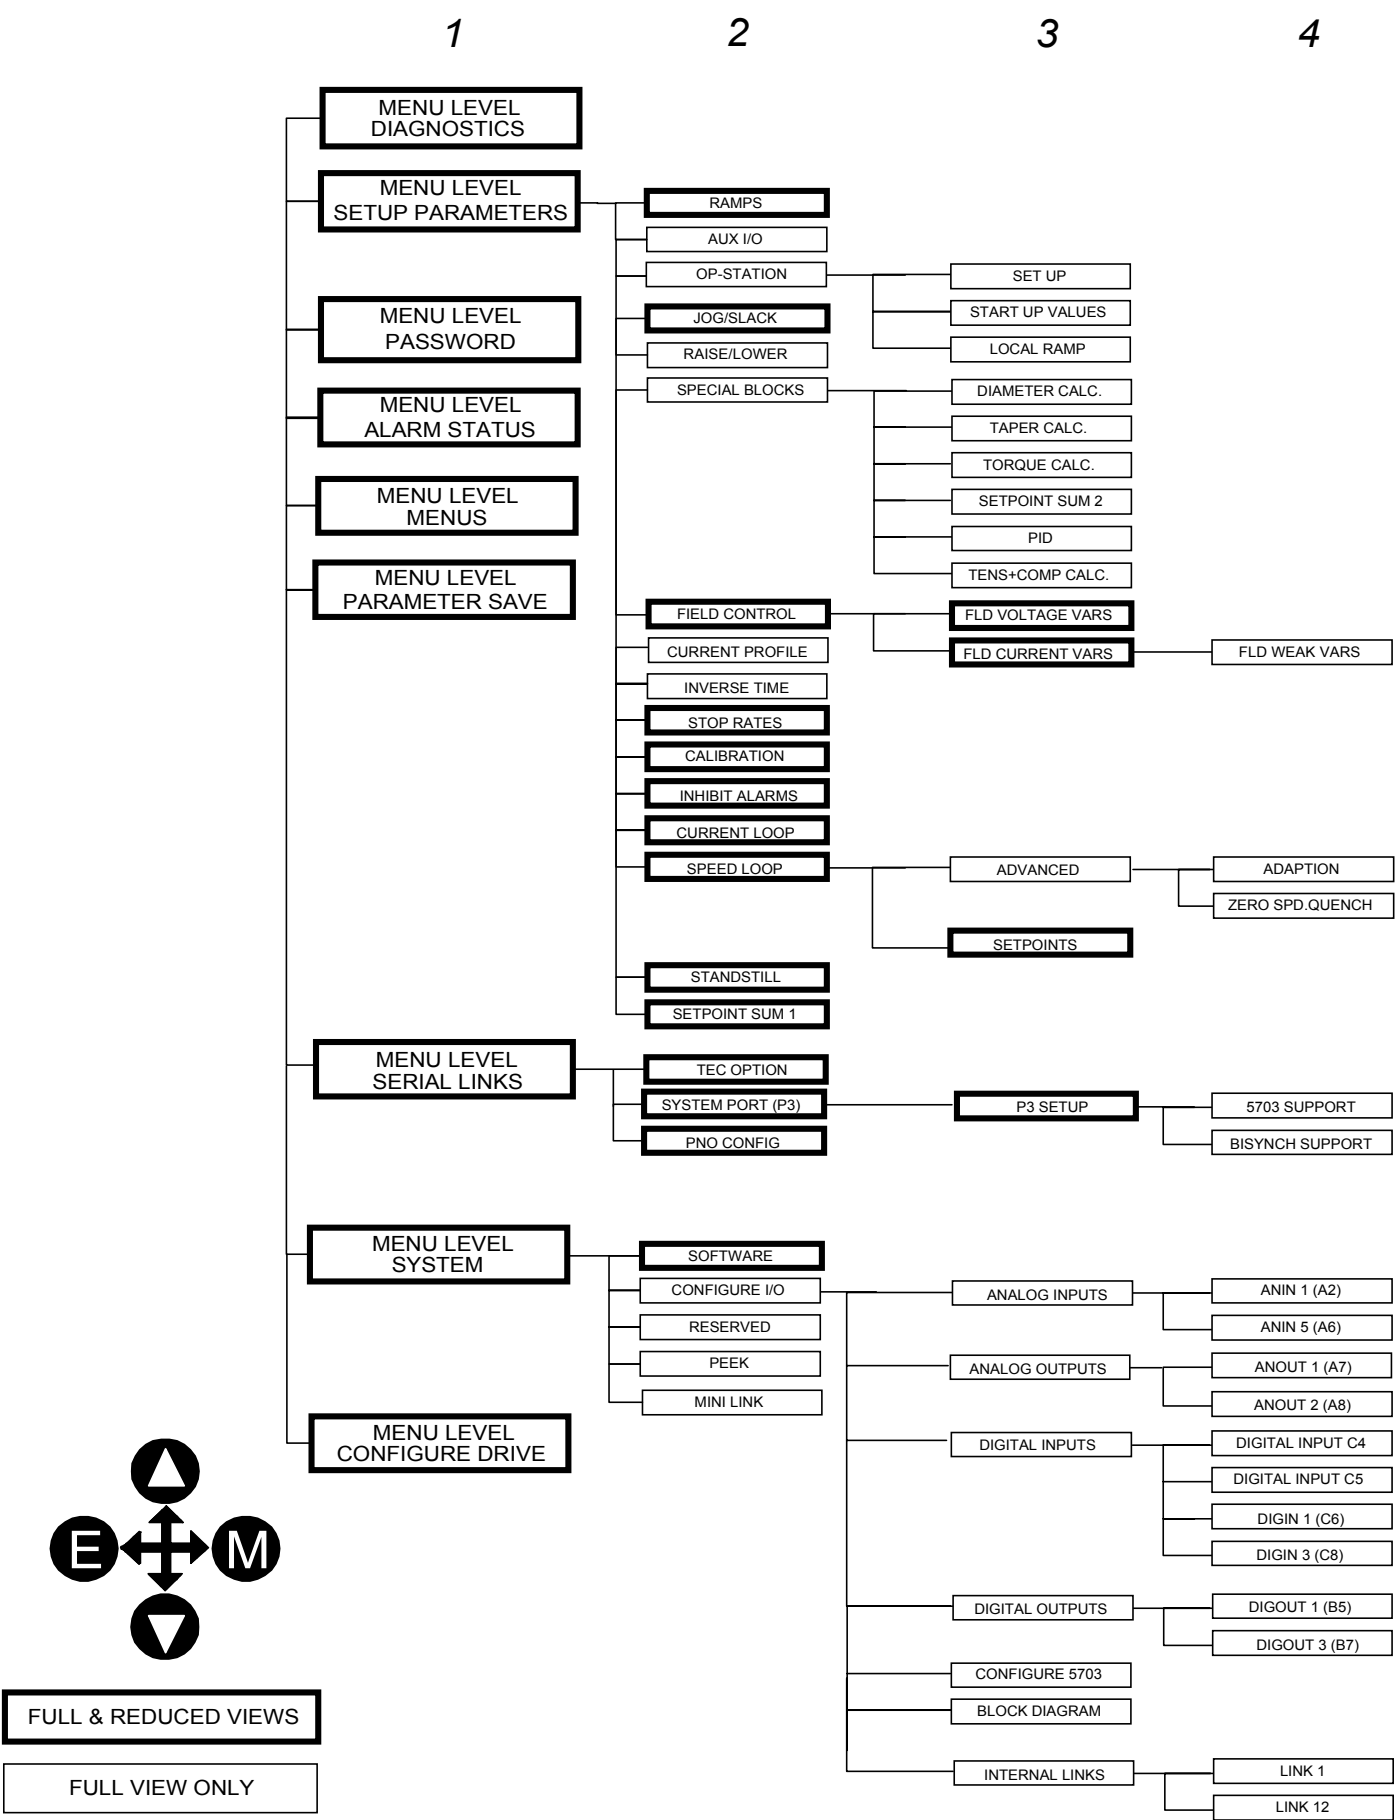 1
2
3
4
MENU LEVEL
DIAGNOSTICS
MENU LEVEL
SETUP PARAMETERS
RAMPS
AUX I/O
OP-STATION
SET UP
START UP VALUES
LOCAL RAMP
JOG/SLACK
RAISE/LOWER
SPECIAL BLOCKS
DIAMETER CALC.
TAPER CALC.
TORQUE CALC.
SETPOINT SUM 2
PID
TENS+COMP CALC.
FIELD CONTROL
FLD VOLTAGE VARS
FLD CURRENT VARS
FLD WEAK VARS
CURRENT PROFILE
INVERSE TIME
STOP RATES
CALIBRATION
INHIBIT ALARMS
CURRENT LOOP
SPEED LOOP
ADVANCED
ADAPTION
ZERO SPD.QUENCH
SETPOINTS
STANDSTILL
SETPOINT SUM 1
MENU LEVEL
PASSWORD
MENU LEVEL
ALARM STATUS
MENU LEVEL
MENUS
MENU LEVEL
PARAMETER SAVE
MENU LEVEL
SERIAL LINKS
TEC OPTION
SYSTEM PORT (P3)
P3 SETUP
5703 SUPPORT
BISYNCH SUPPORT
PNO CONFIG
MENU LEVEL
SYSTEM
SOFTWARE
CONFIGURE I/O
ANALOG INPUTS
ANIN 1 (A2)
ANIN 5 (A6)
ANALOG OUTPUTS
ANOUT 1 (A7)
ANOUT 2 (A8)
DIGITAL INPUTS
DIGITAL INPUT C4
DIGITAL INPUT C5
DIGIN 1 (C6)
DIGIN 3 (C8)
DIGITAL OUTPUTS
DIGOUT 1 (B5)
DIGOUT 3 (B7)
CONFIGURE 5703
BLOCK DIAGRAM
INTERNAL LINKS
LINK 1
LINK 12
RESERVED
PEEK
MINI LINK
MENU LEVEL
CONFIGURE DRIVE
E
M
FULL & REDUCED VIEWS
FULL VIEW ONLY